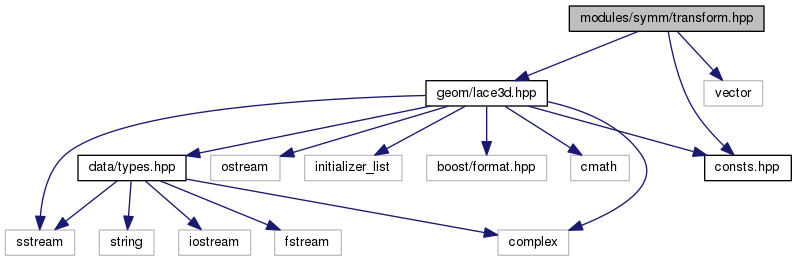 modules/symm/transform.hpp
geom/lace3d.hpp
vector
data/types.hpp
ostream
initializer_list
boost/format.hpp
cmath
consts.hpp
sstream
string
iostream
fstream
complex